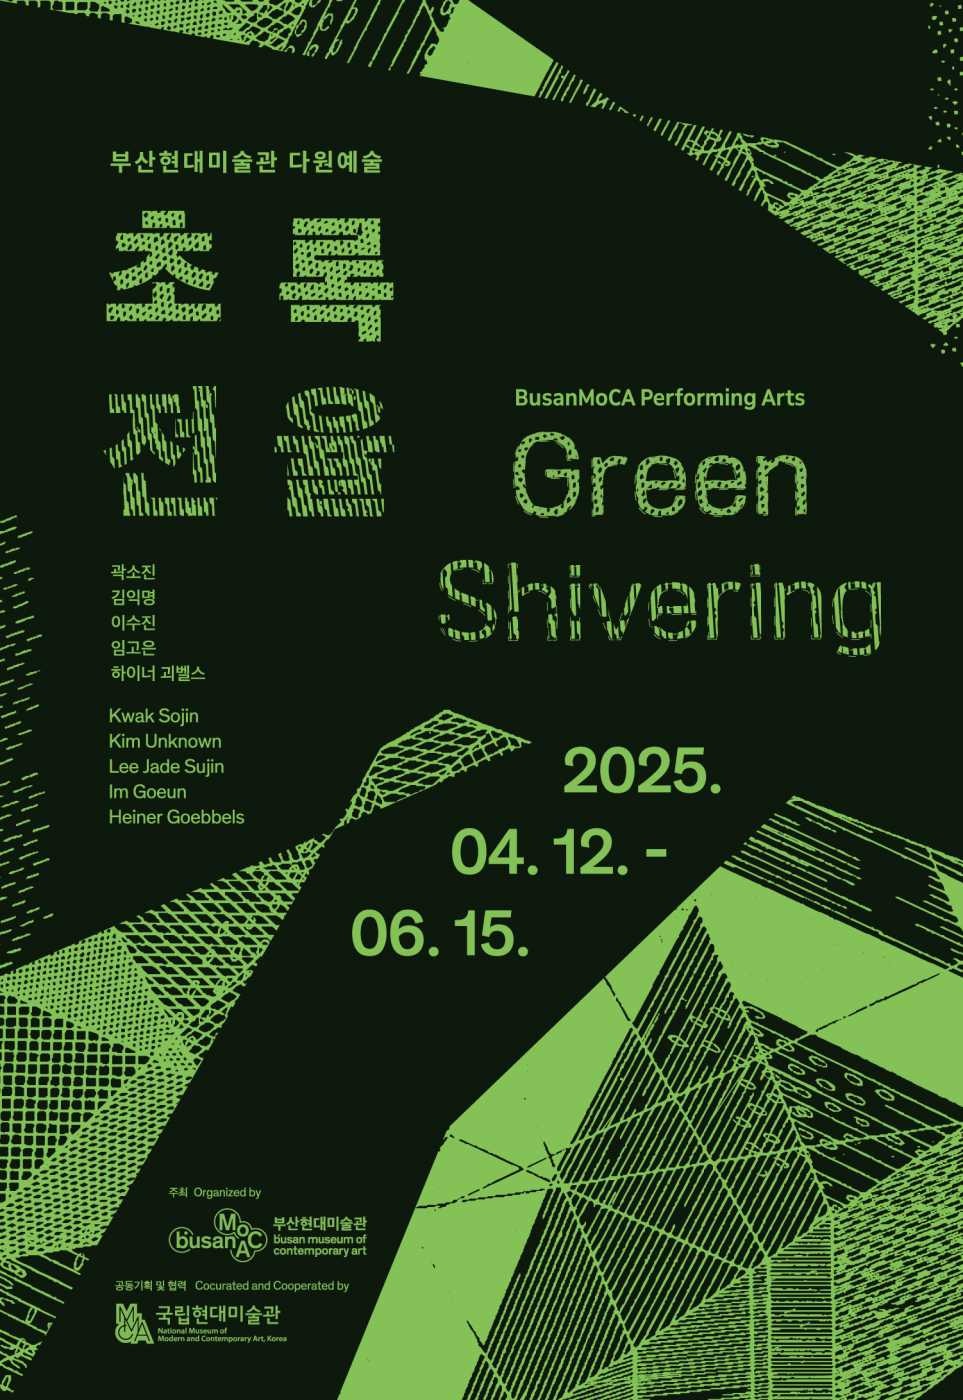 부산현대미술관 다원예술
초록
전율
BusanMoCA Performing Arts
Green
Shivering
곽소진
김익명
이수진
임고은
하이너 괴벨스
Kwak Sojin
Kim Unknown
Lee Jade Sujin
Im Goeun
Heiner Goebbels
2025.
04. 12. -
06. 15.
주최 Organized by
busan MoCA
부산현대미술관
busan museum of
contemporary art
공동기획 및 협력 Cocurated and Cooperated by
MMCA
국립현대미술관
National Museum of
Modern and Contemporary Art, Korea